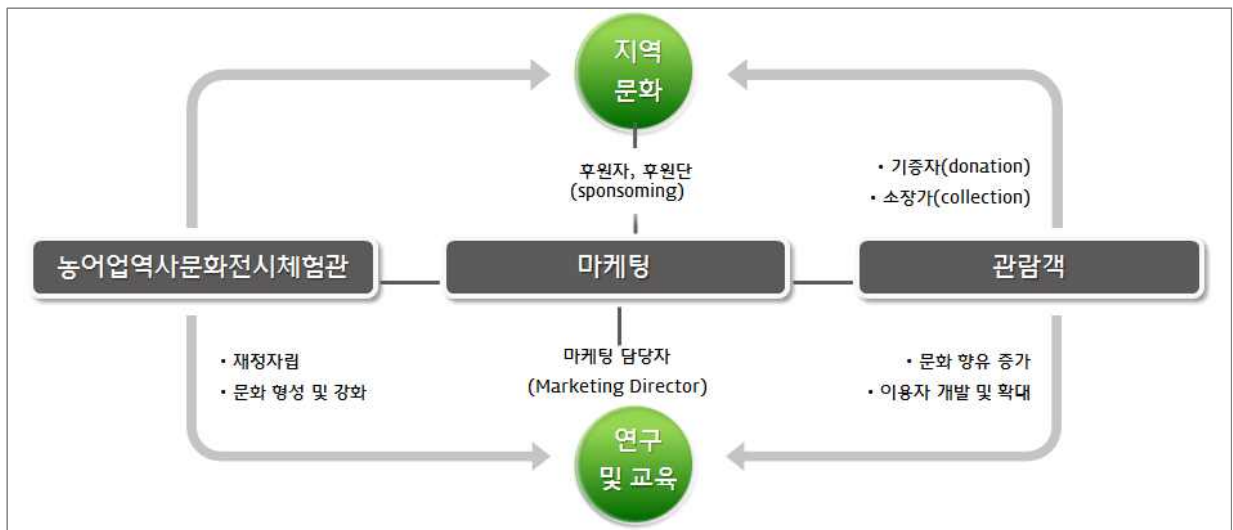 지역
문화
후원자, 후원단
(sponsoming)
• 기증자(donation)
• 소장가(collection)
농어업역사문화전시체험관
마케팅
관람객
• 재정자립
• 문화 형성 및 강화
마케팅 담당자
(Marketing Director)
• 문화 향유 증가
• 이용자 개발 및 확대
연구
및 교육